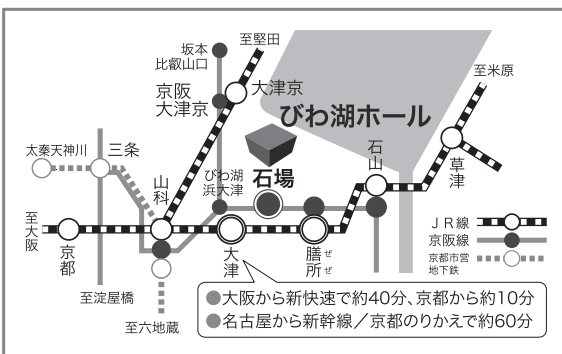 至堅田
坂本
比叡山口
大津京
京阪
大津京
至米原
びわ湖ホール
太秦天神川
三条
山科
びわ湖
浜大津
石場
石山
草津
至大阪
京都
大津
膳所
ぜぜ
JR線
京阪線
京都市営
地下鉄
至淀屋橋
至六地蔵
●大阪から新快速で約40分、京都から約10分
●名古屋から新幹線/京都のりかえで約60分